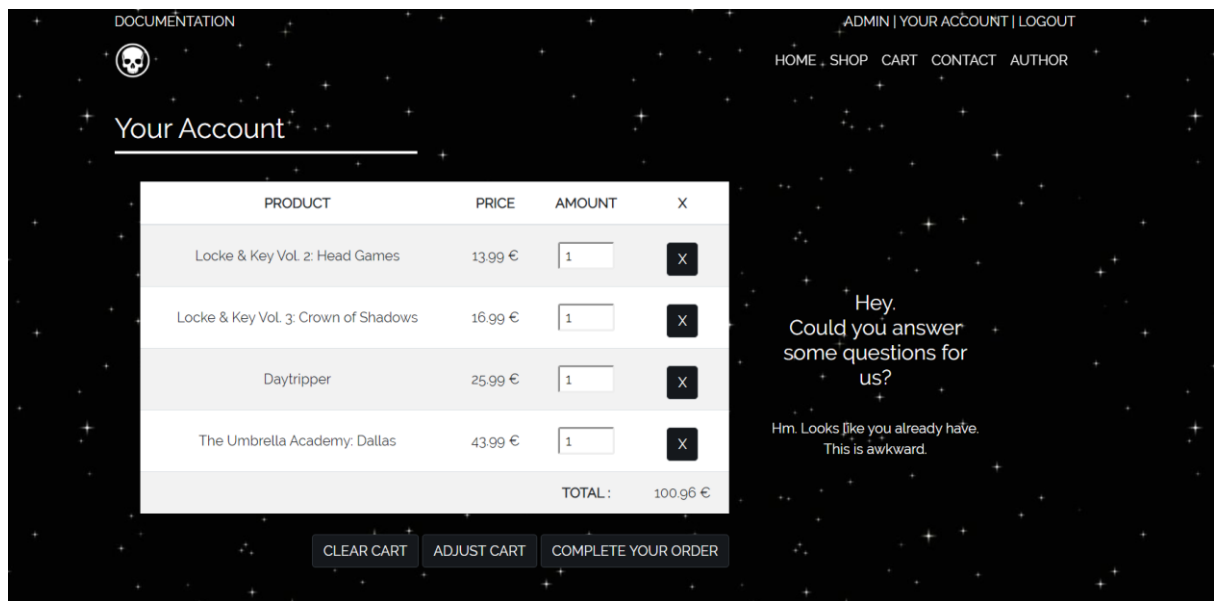 DOCUMENTATION
ADMIN | YOUR ACCOUNT | LOGOUT
HOME SHOP CART CONTACT AUTHOR
Your Account
PRODUCT PRICE AMOUNT X
Locke & Key Vol. 2: Head Games 13.99 € 1 X
Locke & Key Vol. 3: Crown of Shadows 16.99 € 1 X
Daytripper 25.99 € 1 X
The Umbrella Academy: Dallas 43.99 € 1 X
TOTAL : 100.96 €
CLEAR CART ADJUST CART COMPLETE YOUR ORDER
Hey.
Could you answer
some questions for
us?
Hm. Looks like you already have.
This is awkward.